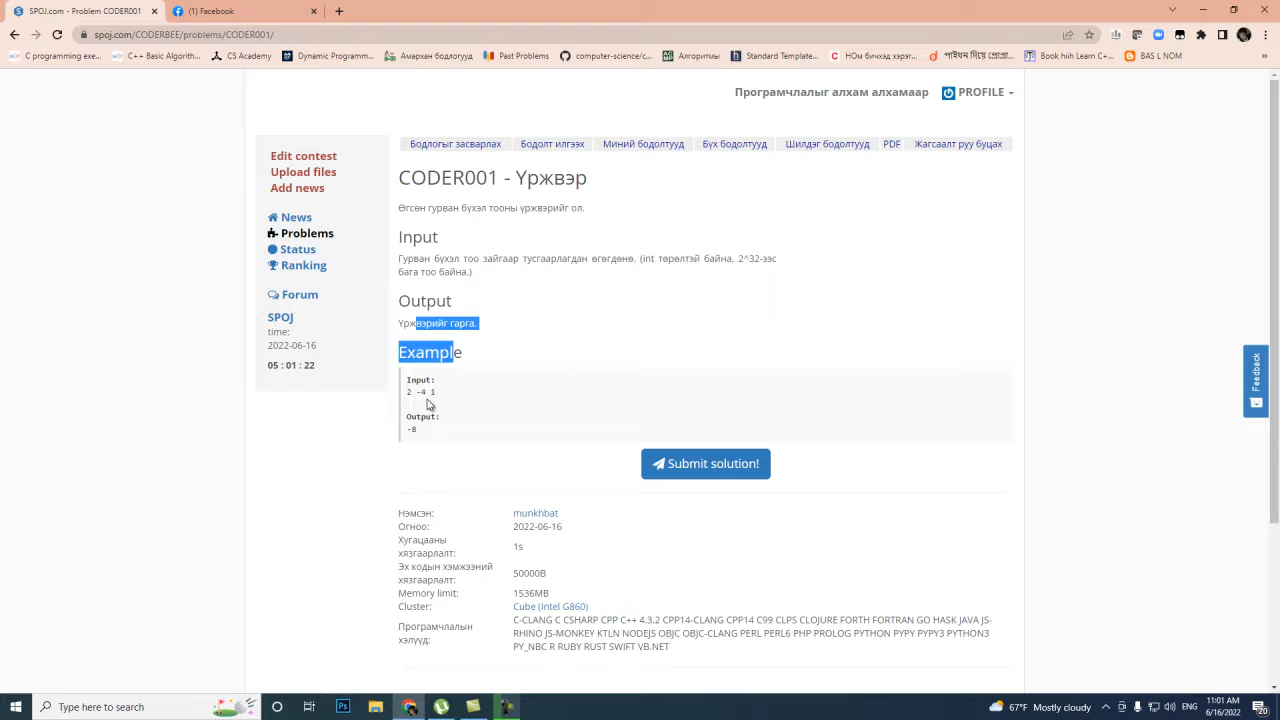 SPOJ.com - Problem CODER001
(3) Facebook
spoj.com/CODERBEE/problems/CODER001/
C programming exe...
C++ Basic Algorith...
CS Academy
Dynamic Programm...
Амархан бодлогууд
Past Problems
computer-science/c...
Алгоритмы
Standard Template...
НОм бичхэд хэрэг...
Book hiih Learn C+...
BAS L NOM
Програмчлалыг алхам алхамаар
PROFILE
Edit contest
Upload files
Add news
News
Problems
Status
Ranking
Forum
SPOJ
time:
2022-06-16
05 : 01 : 22
Бодлогыг засварлах
Бодолт илгээх
Миний бодолтууд
Бүх бодолтууд
Шилдэг бодолтууд
PDF
Жагсаалт руу буцах
CODER001 - Үржвэр
Өгсөн гурван бүхэл тооны үржвэрийг ол.
Input
Гурван бүхэл тоо зайгаар тусгаарлагдан өгөгдөнө. (int төрөлтэй байна, 2^32-ээс
бага тоо байна.)
Output
Үржвэрийг гарга.
Example
Input:
2 -4 1
Output:
-8
Submit solution!
Нэмсэн:
munkhbat
Огноо:
2022-06-16
Хугацааны
хязгаарлалт:
1s
Эх кодын хэмжээний
хязгаарлалт:
50000B
Memory limit:
1536MB
Cluster:
Cube (Intel G860)
Програмчлалын
хэлүүд:
C-CLANG C CSHARP CPP C++ 4.3.2 CPP14-CLANG CPP14 C99 CLPS CLOJURE FORTH FORTRAN GO HASK JAVA JS-
RHINO JS-MONKEY KTLN NODEJS OBJC OBJC-CLANG PERL PERL6 PHP PROLOG PYTHON PYPY PYPY3 PYTHON3
PY_NBC R RUBY RUST SWIFT VB.NET
Feedback
Type here to search
67°F Mostly cloudy
11:01 AM
6/16/2022
20